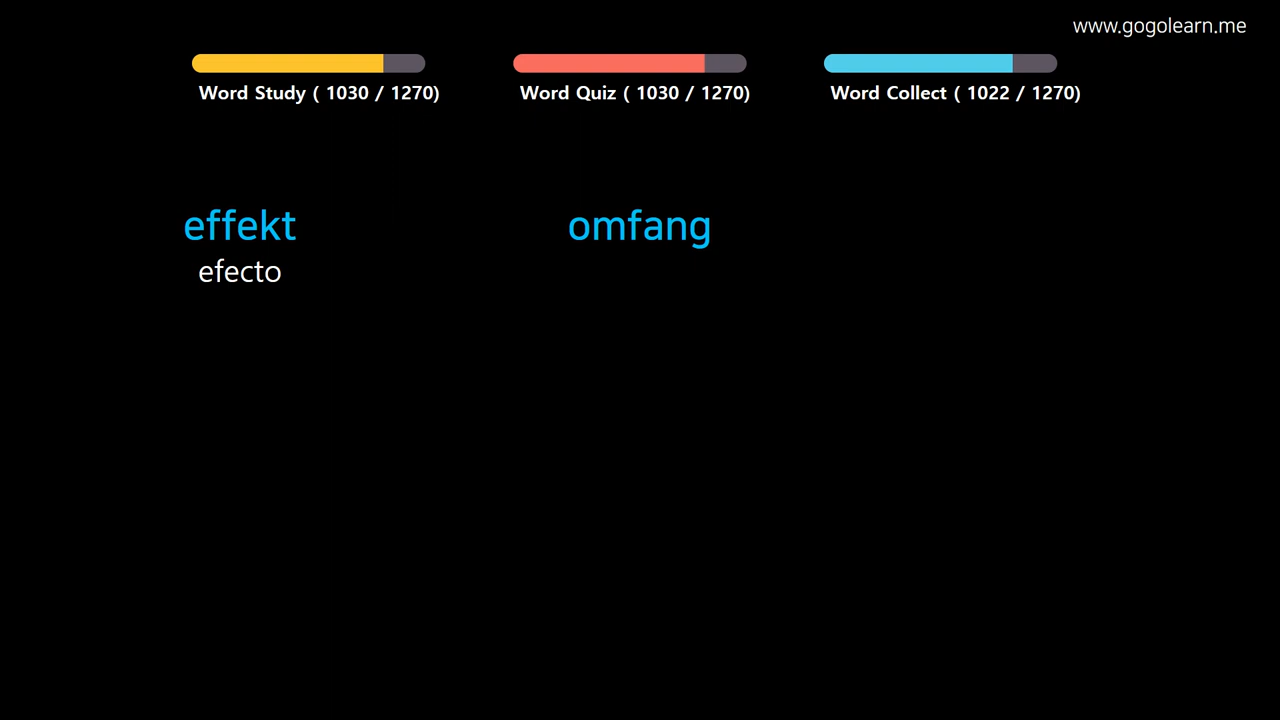 www.gogolearn.me
Word Study ( 1030 / 1270)
Word Quiz ( 1030 / 1270)
Word Collect ( 1022 / 1270)
effekt
efecto
omfang